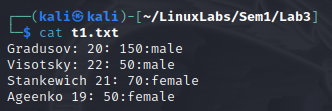 ┌──(kali㉿kali)-[~/LinuxLabs/Sem1/Lab3]
└─$ cat t1.txt
Gradusov: 20: 150:male
Visotsky: 22: 50:male
Stankewich 21: 70:female
Ageenko 19: 50:female